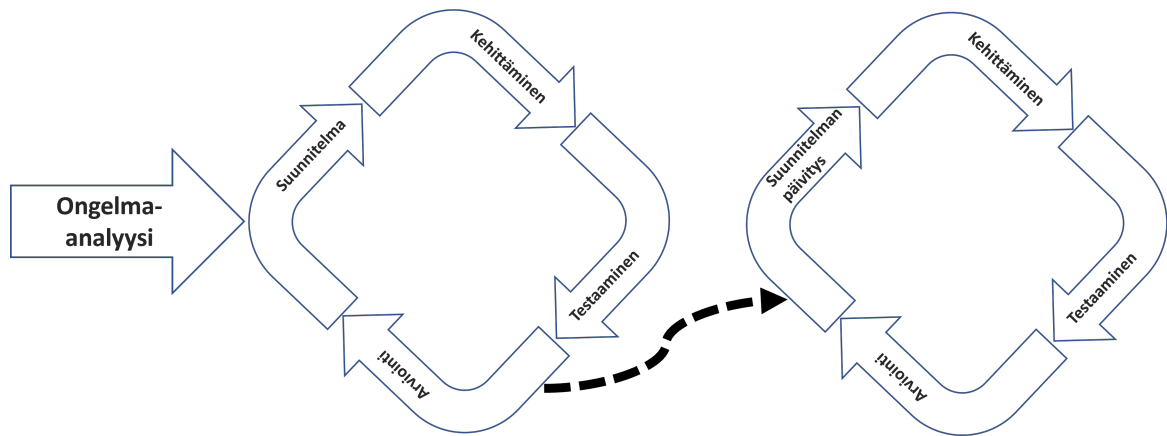 Ongelma-
analyysi
Suunnitelma
Kehittäminen
Testaaminen
Arviointi
Suunnitelman
päivitys
Kehittäminen
Testaaminen
Arviointi